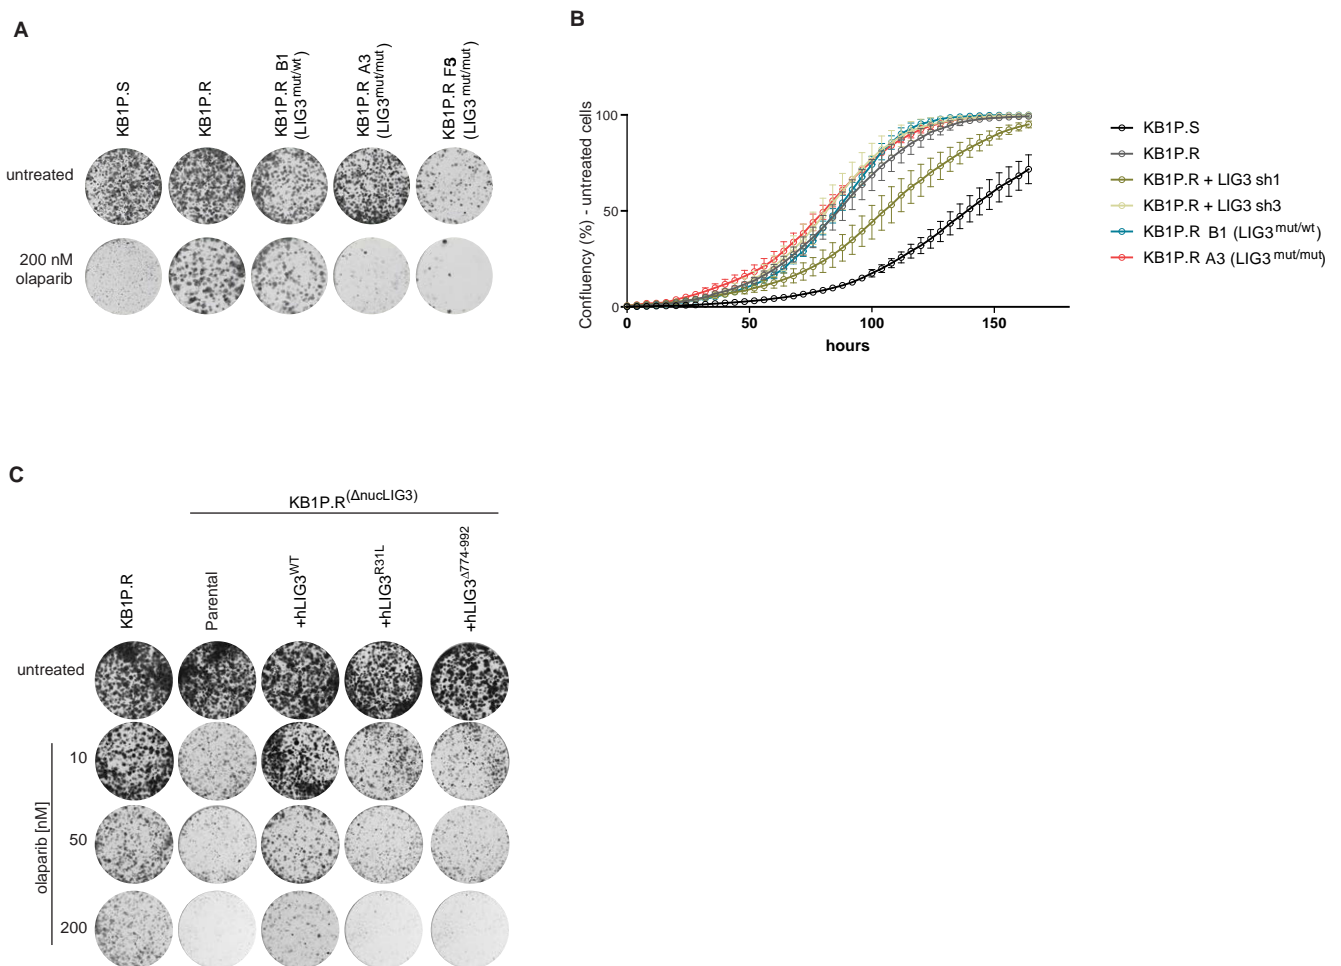 A
KB1P.S
KB1P.R
KB1P.R B1
(LIG3mut/wt)
KB1P.R A3
(LIG3mut/mut)
KB1P.R
(LIG3mut/mut)
untreated
200 nM
olaparib
B
Confluency (%) - untreated cells
100
50
0
0
50
100
150
hours
KB1P.S
KB1P.R
KB1P.R + LIG3 sh1
KB1P.R + LIG3 sh3
KB1P.R B1 (LIG3mut/wt)
KB1P.R A3 (LIG3mut/mut)
C
KB1P.R(ΔnucLIG3)
KB1P.R
Parental
+hLIG3WT
+hLIG3R31L
+hLIG3Δ774-992
untreated
olaparib [nM]
10
50
200